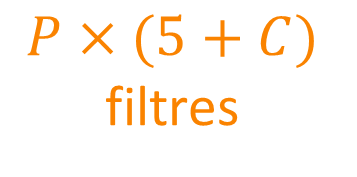 P × (5 + C)
filtres